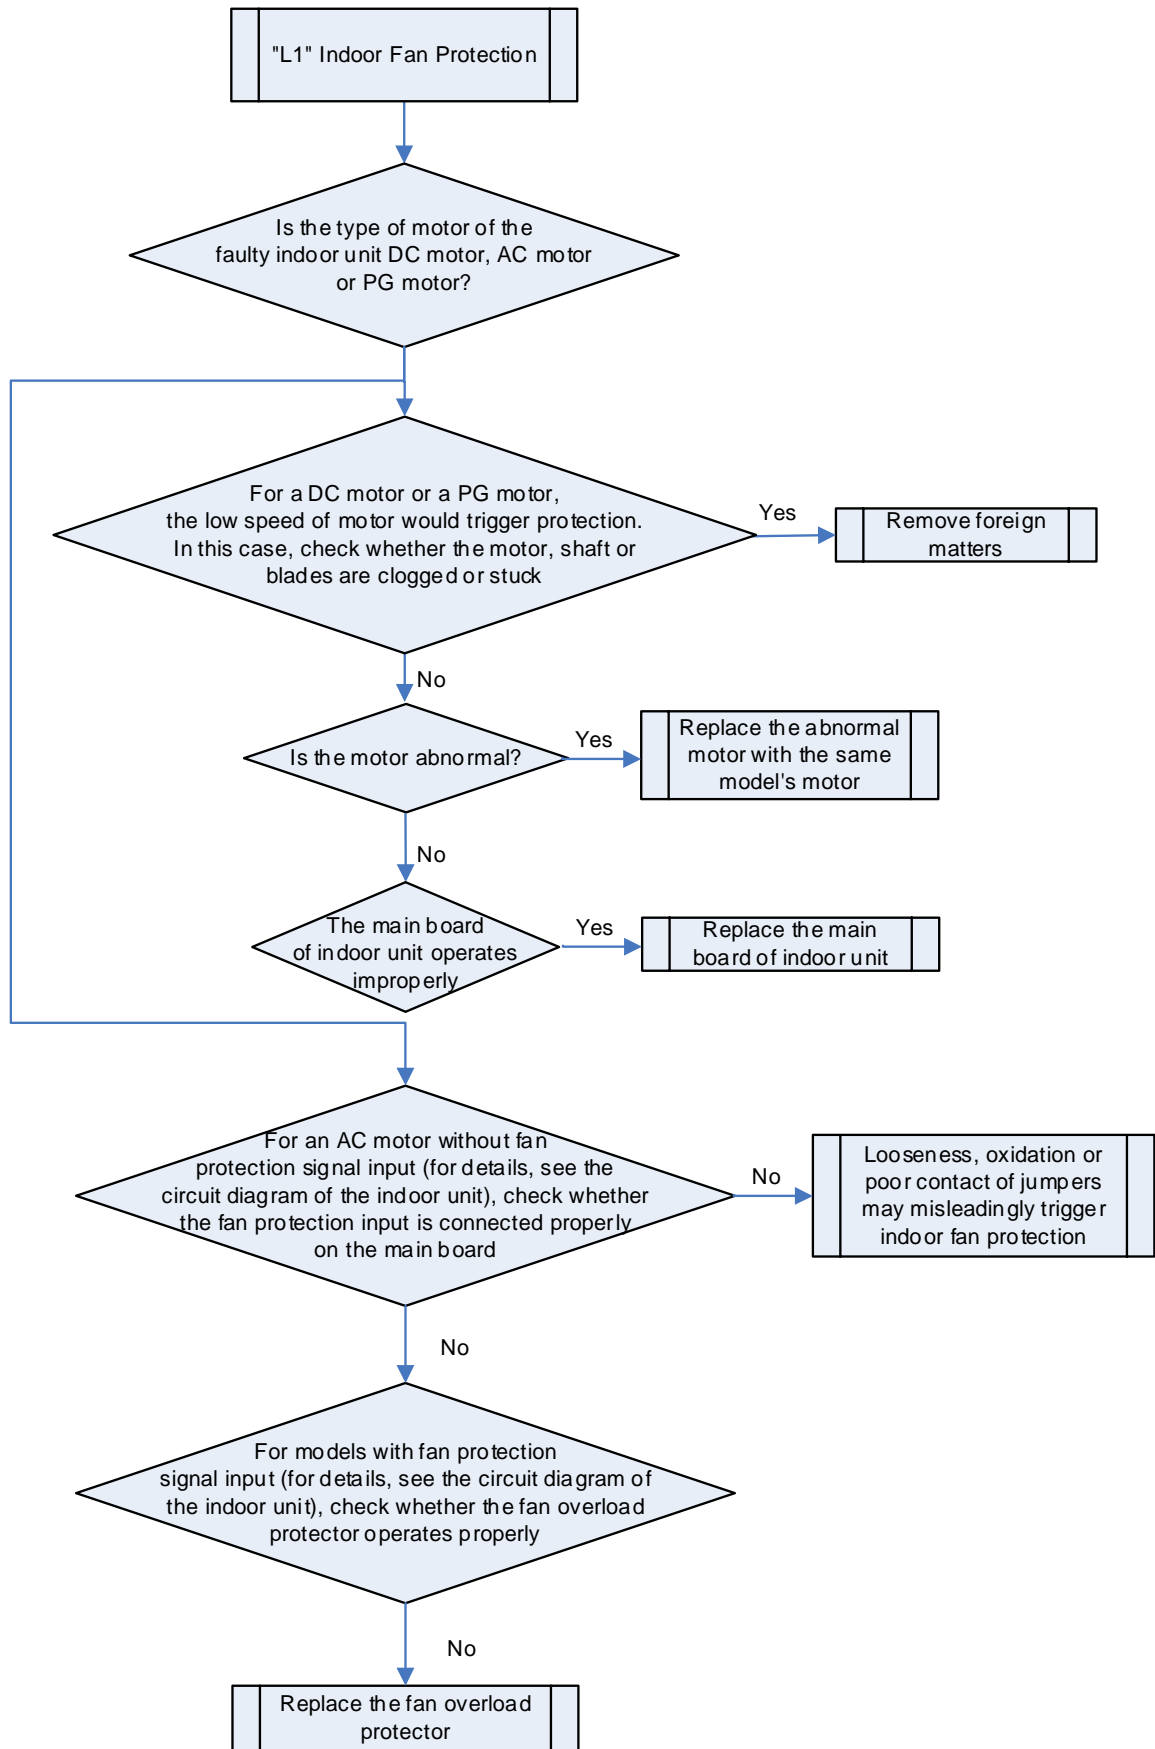 "L1" Indoor Fan Protection
Is the type of motor of the
faulty indoor unit DC motor, AC motor
or PG motor?
For a DC motor or a PG motor,
the low speed of motor would trigger protection.
In this case, check whether the motor, shaft or
blades are clogged or stuck
Yes
Remove foreign
matters
No
Is the motor abnormal?
Yes
Replace the abnormal
motor with the same
model's motor
No
The main board
of indoor unit operates
improperly
Yes
Replace the main
board of indoor unit
For an AC motor without fan
protection signal input (for details, see the
circuit diagram of the indoor unit), check whether
the fan protection input is connected properly
on the main board
No
Looseness, oxidation or
poor contact of jumpers
may misleadingly trigger
indoor fan protection
No
For models with fan protection
signal input (for details, see the circuit diagram of
the indoor unit), check whether the fan overload
protector operates properly
No
Replace the fan overload
protector